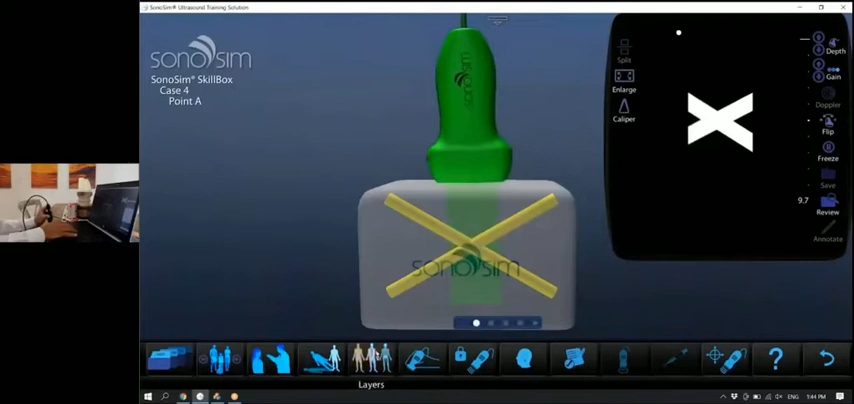 SonoSim® Ultrasound Training Solution
sonosim
SonoSim® SkillBox
Case 4
Point A
sonosim
SONOSIM
Split
Enlarge
Caliper
Depth
Gain
Doppler
Flip
Freeze
Save
9.7
Review
Annotate
Layers
?
ENG
1:44 PM